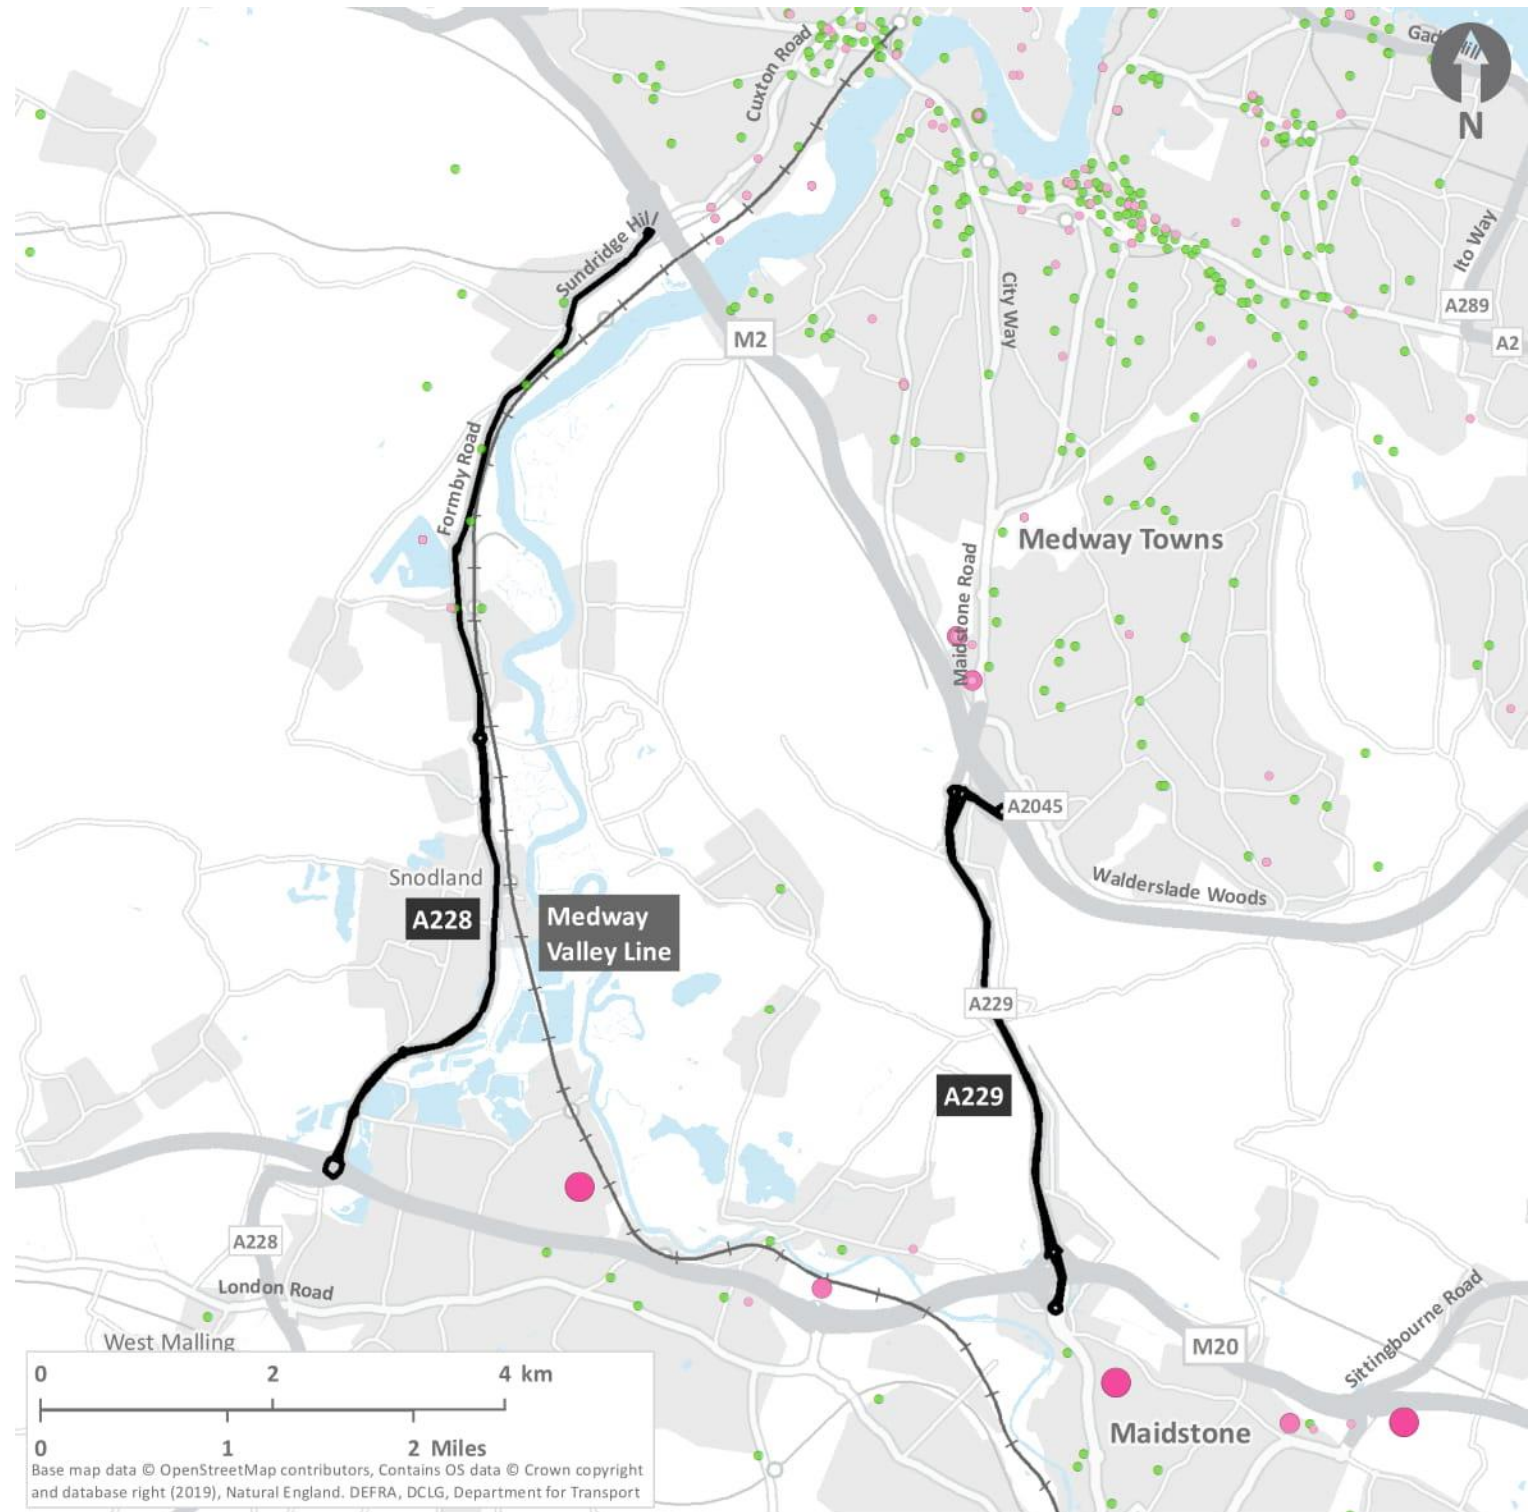 Cuxton Road
Gad
Hill
N
Sundridge Hill
City Way
Ito Way
A289
M2
A2
Formby Road
Medway Towns
Maidstone Road
A2045
Snodland
Walderslade Woods
A228
Medway
Valley Line
A229
A229
A228
London Road
Sittingbourne Road
West Malling
M20
0 2 4 km
0 1 2 Miles
Maidstone
Base map data © OpenStreetMap contributors, Contains OS data © Crown copyright
and database right (2019), Natural England. DEFRA, DCLG, Department for Transport